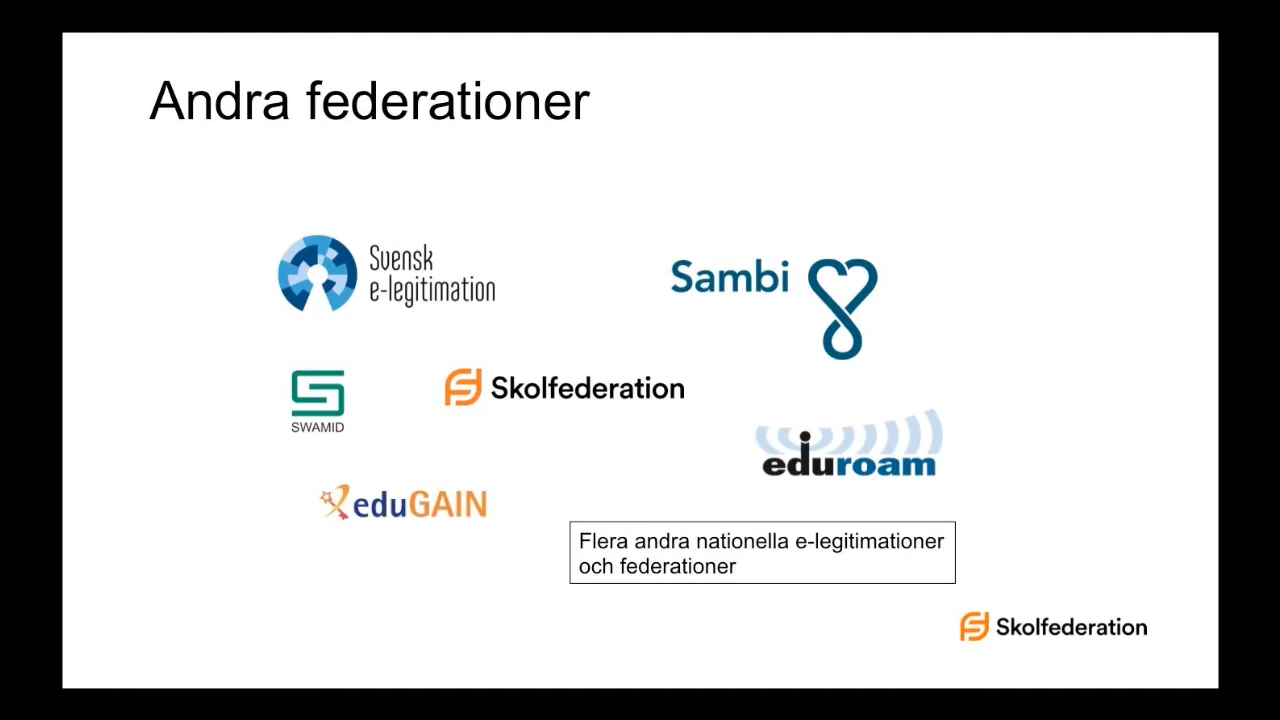 Andra federationer
Svensk
e-legitimation
Sambi
SWAMID
Skolfederation
eduroam
eduGAIN
Flera andra nationella e-legitimationer
och federationer
Skolfederation